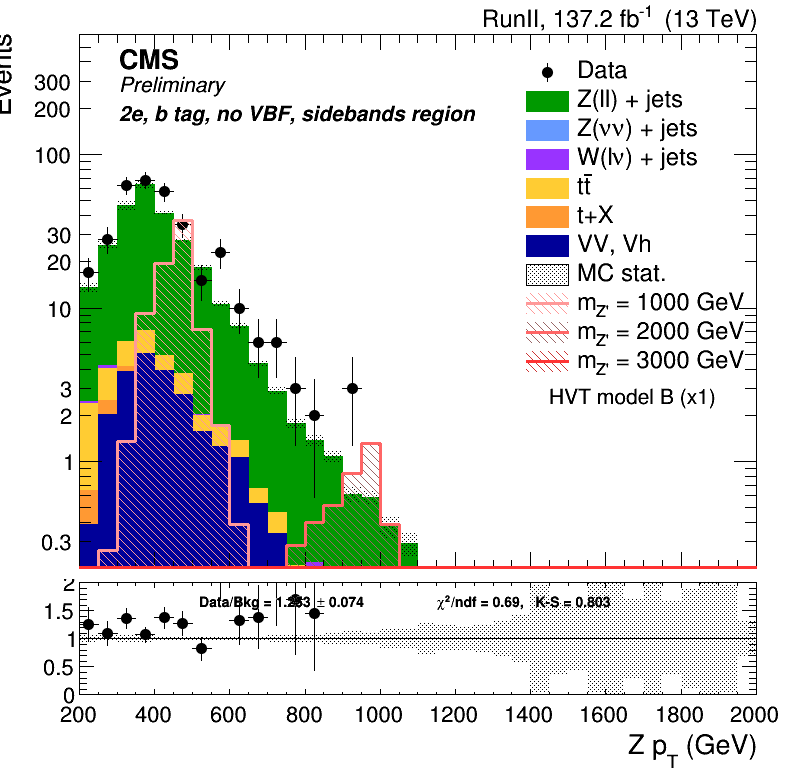 RunII, 137.2 fb-1 (13 TeV)
Events
CMS
Preliminary
2e, b tag, no VBF, sidebands region
Data
Z(ll) + jets
Z(νν) + jets
W(lν) + jets
tt̄
t+X
VV, Vh
MC stat.
mZ' = 1000 GeV
mZ' = 2000 GeV
mZ' = 3000 GeV
HVT model B (x1)
300
200
100
30
20
10
3
2
1
0.3
Data/Bkg = ± 0.074
χ²/ndf = 0.69, K-S = 0.803
2
1.5
1
0.5
0
200 400 600 800 1000 1200 1400 1600 1800 2000
Z pT (GeV)